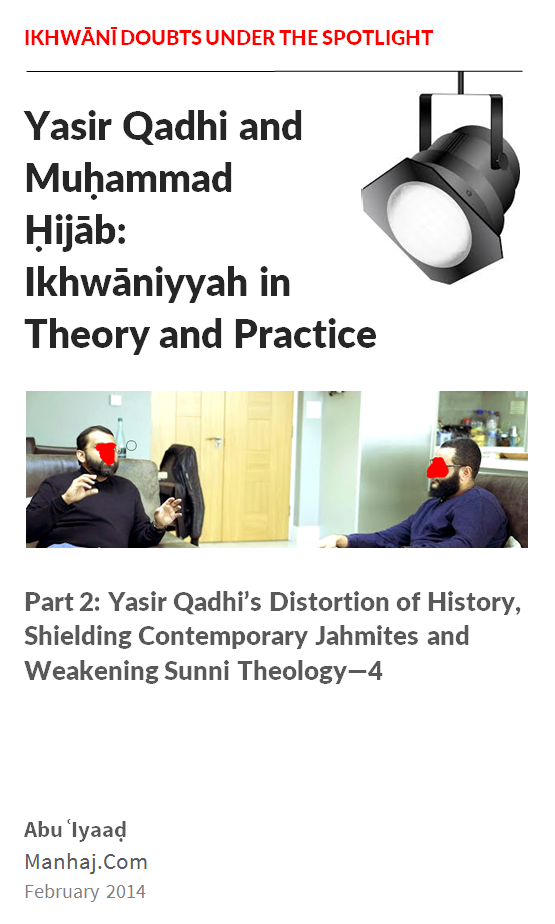 IKHWĀNĪ DOUBTS UNDER THE SPOTLIGHT
Yasir Qadhi and
Muḥammad
Ḥijāb:
Ikhwāniyyah in
Theory and Practice
Part 2: Yasir Qadhi’s Distortion of History,
Shielding Contemporary Jahmites and
Weakening Sunni Theology—4
Abu ʿIyaaḍ
Manhaj.Com
February 2014